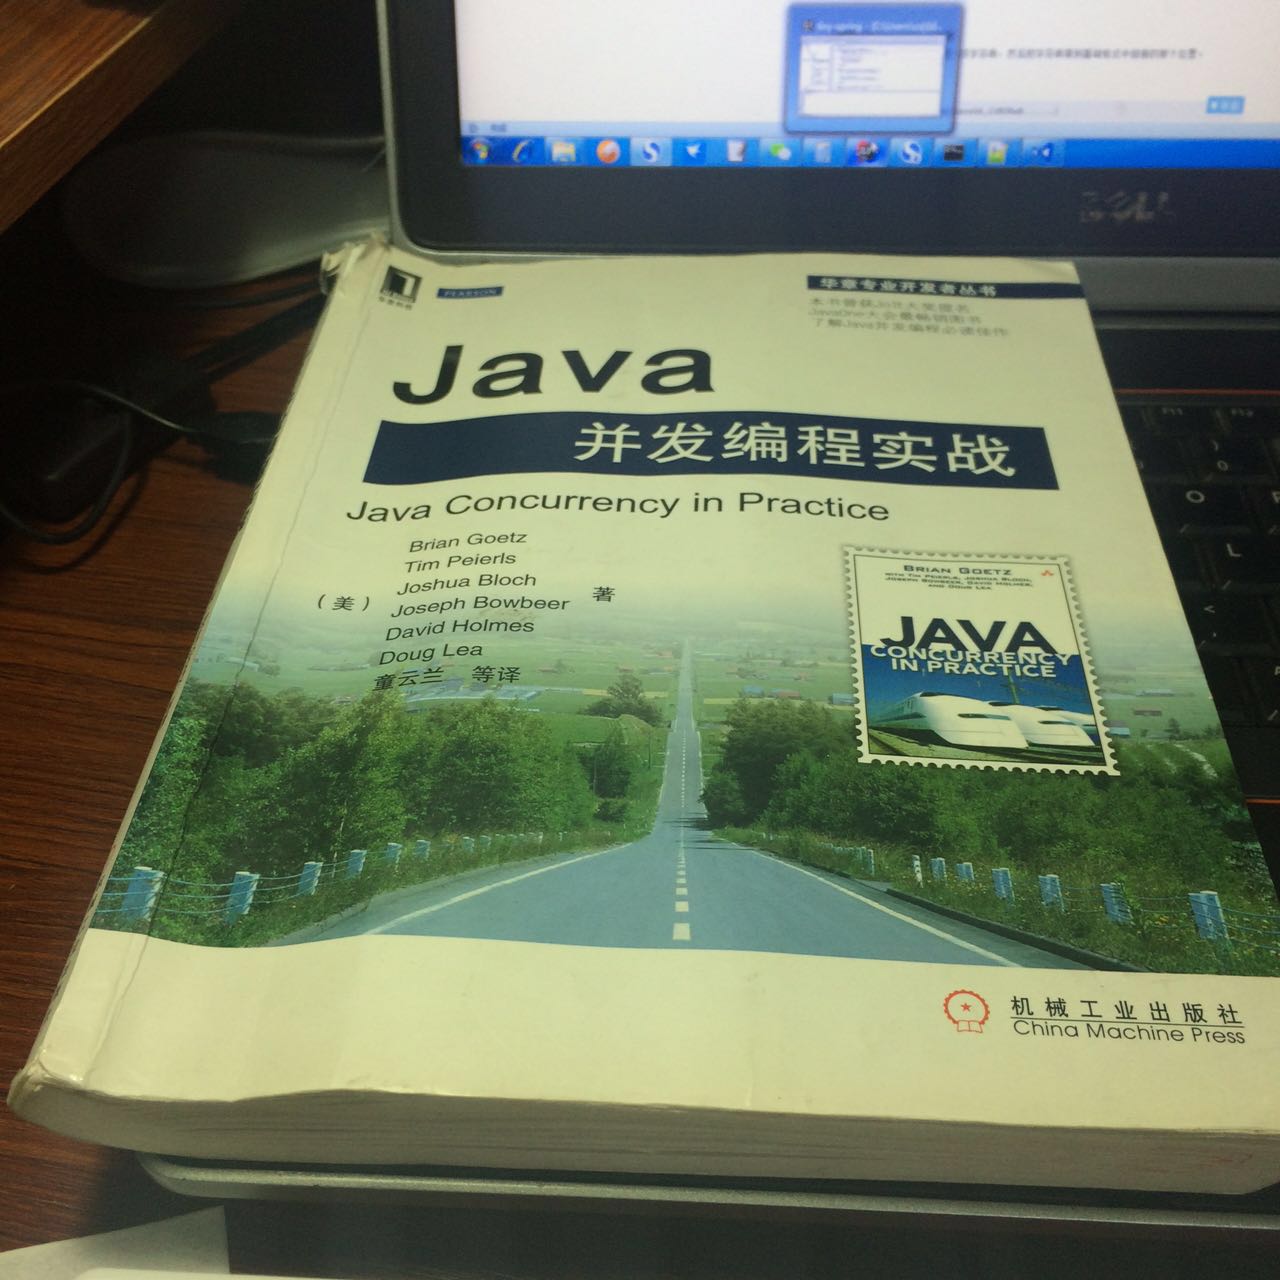 DELL
PEARSON
华章专业开发者丛书
本书曾获Jolt大奖提名
JavaOne大会最畅销图书
了解Java并发编程必读佳作
Java
并发编程实战
Java Concurrency in Practice
Brian Goetz
Tim Peierls
Joshua Bloch
（美） Joseph Bowbeer 著
David Holmes
Doug Lea
童云兰 等译
BRIAN GOETZ
WITH TIM PEIERLS, JOSHUA BLOCH,
JOSEPH BOWBEER, DAVID HOLMES,
AND DOUG LEA
JAVA
CONCURRENCY
IN PRACTICE
机械工业出版社
China Machine Press
F11 F12
O
P
L